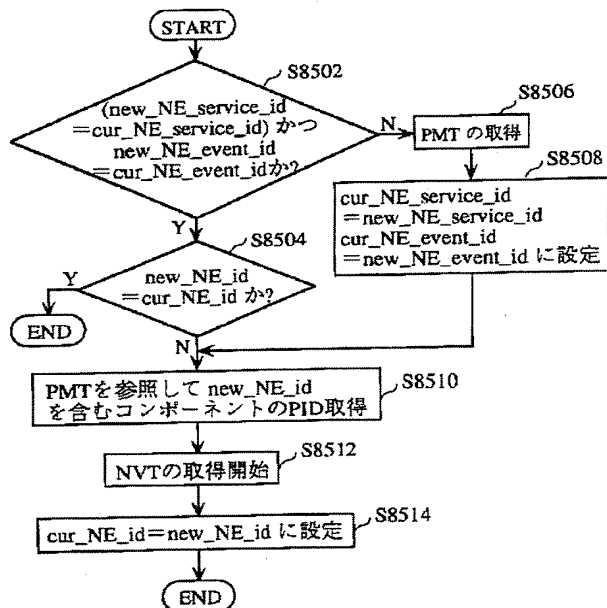 START
S8502
(new_NE_service_id
=cur_NE_service_id) かつ
new_NE_event_id
=cur_NE_event_idか?
N
S8506
PMT の取得
S8508
cur_NE_service_id
=new_NE_service_id
cur_NE_event_id
=new_NE_event_id に設定
Y
S8504
new_NE_id
=cur_NE_id か?
Y
END
N
PMTを参照して new_NE_id
を含むコンポーネントのPID取得
S8510
S8512
NVTの取得開始
S8514
cur_NE_id=new_NE_id に設定
END